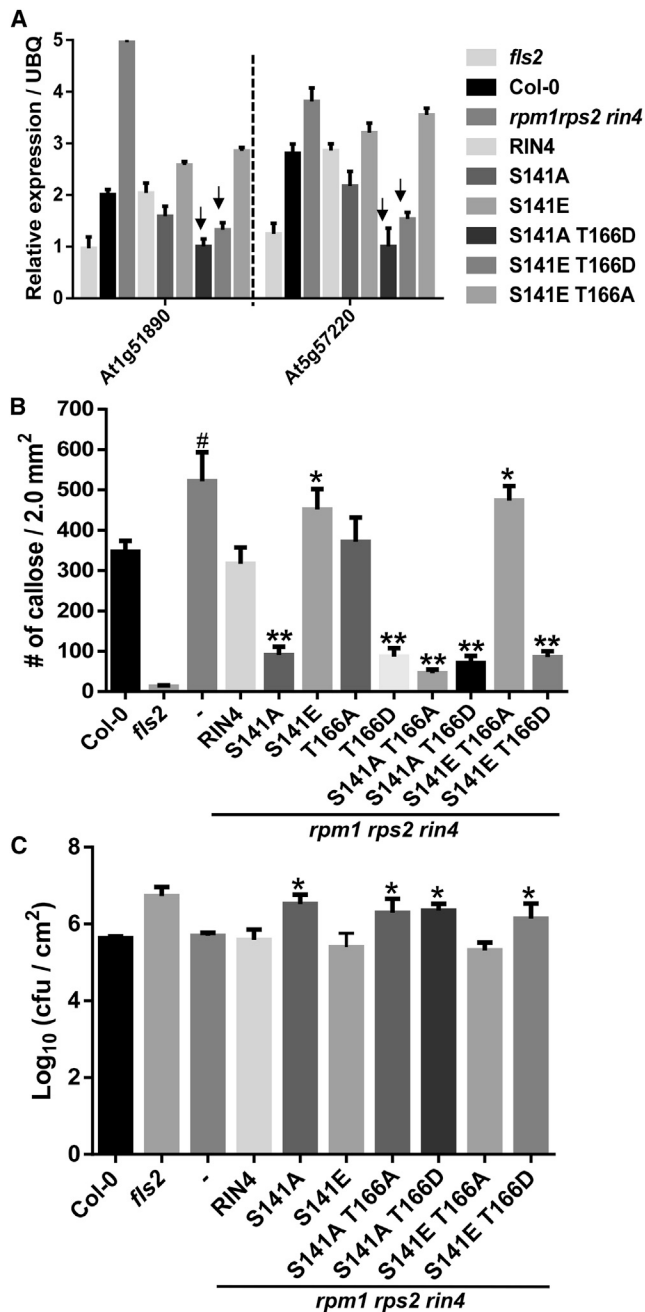 A
Relative expression / UBQ
5
4
3
2
1
0
At1g51890
At5g57220
fls2
Col-0
rpm1rps2 rin4
RIN4
S141A
S141E
S141A T166D
S141E T166D
S141E T166A
B
# of callose / 2.0 mm²
700
600
500
400
300
200
100
0
#
*
*
**
**
**
**
**
Col-0
fls2
-
RIN4
S141A
S141E
T166A
T166D
S141A T166A
S141A T166D
S141E T166A
S141E T166D
rpm1 rps2 rin4
C
Log₁₀ (cfu / cm²)
8
6
4
2
0
*
*
*
*
Col-0
fls2
-
RIN4
S141A
S141E
S141A T166A
S141A T166D
S141E T166A
S141E T166D
rpm1 rps2 rin4